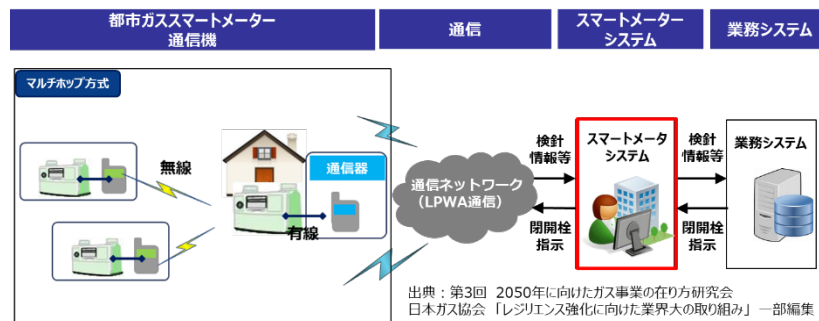 都市ガススマートメーター
通信機
通信
スマートメーター
システム
業務システム
マルチホップ方式
無線
通信器
有線
通信ネットワーク
（LPWA通信）
検針
情報等
閉開栓
指示
スマートメータ
システム
検針
情報等
閉開栓
指示
業務システム
出典：第3回 2050年に向けたガス事業の在り方研究会
日本ガス協会 「レジリエンス強化に向けた業界大の取り組み」 一部編集